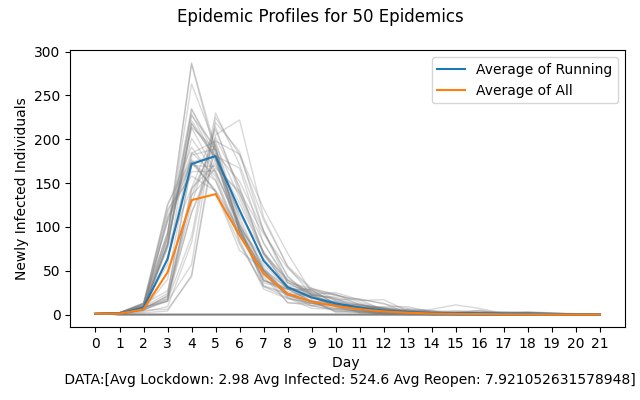 Epidemic Profiles for 50 Epidemics
Newly Infected Individuals
300
250
200
150
100
50
0
Average of Running
Average of All
0 1 2 3 4 5 6 7 8 9 10 11 12 13 14 15 16 17 18 19 20 21
Day
DATA:[Avg Lockdown: 2.98 Avg Infected: 524.6 Avg Reopen: 7.921052631578948]